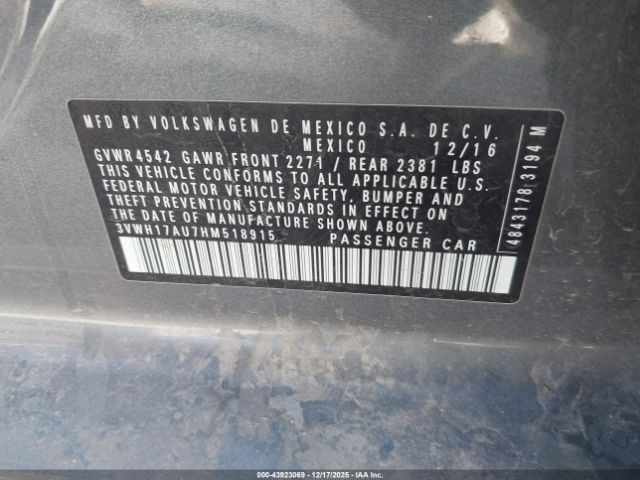 MFD BY VOLKSWAGEN DE MEXICO S.A. DE C.V.
MEXICO 12/16
GVWR 4542 GAWR FRONT 2271 / REAR 2381 LBS
THIS VEHICLE CONFORMS TO ALL APPLICABLE U.S.
FEDERAL MOTOR VEHICLE SAFETY, BUMPER AND
THEFT PREVENTION STANDARDS IN EFFECT ON
THE DATE OF MANUFACTURE SHOWN ABOVE.
3VWH17AU7HM518915 PASSENGER CAR
4843178 3194 M
000-43923069 - 12/17/2025 - IAA Inc.